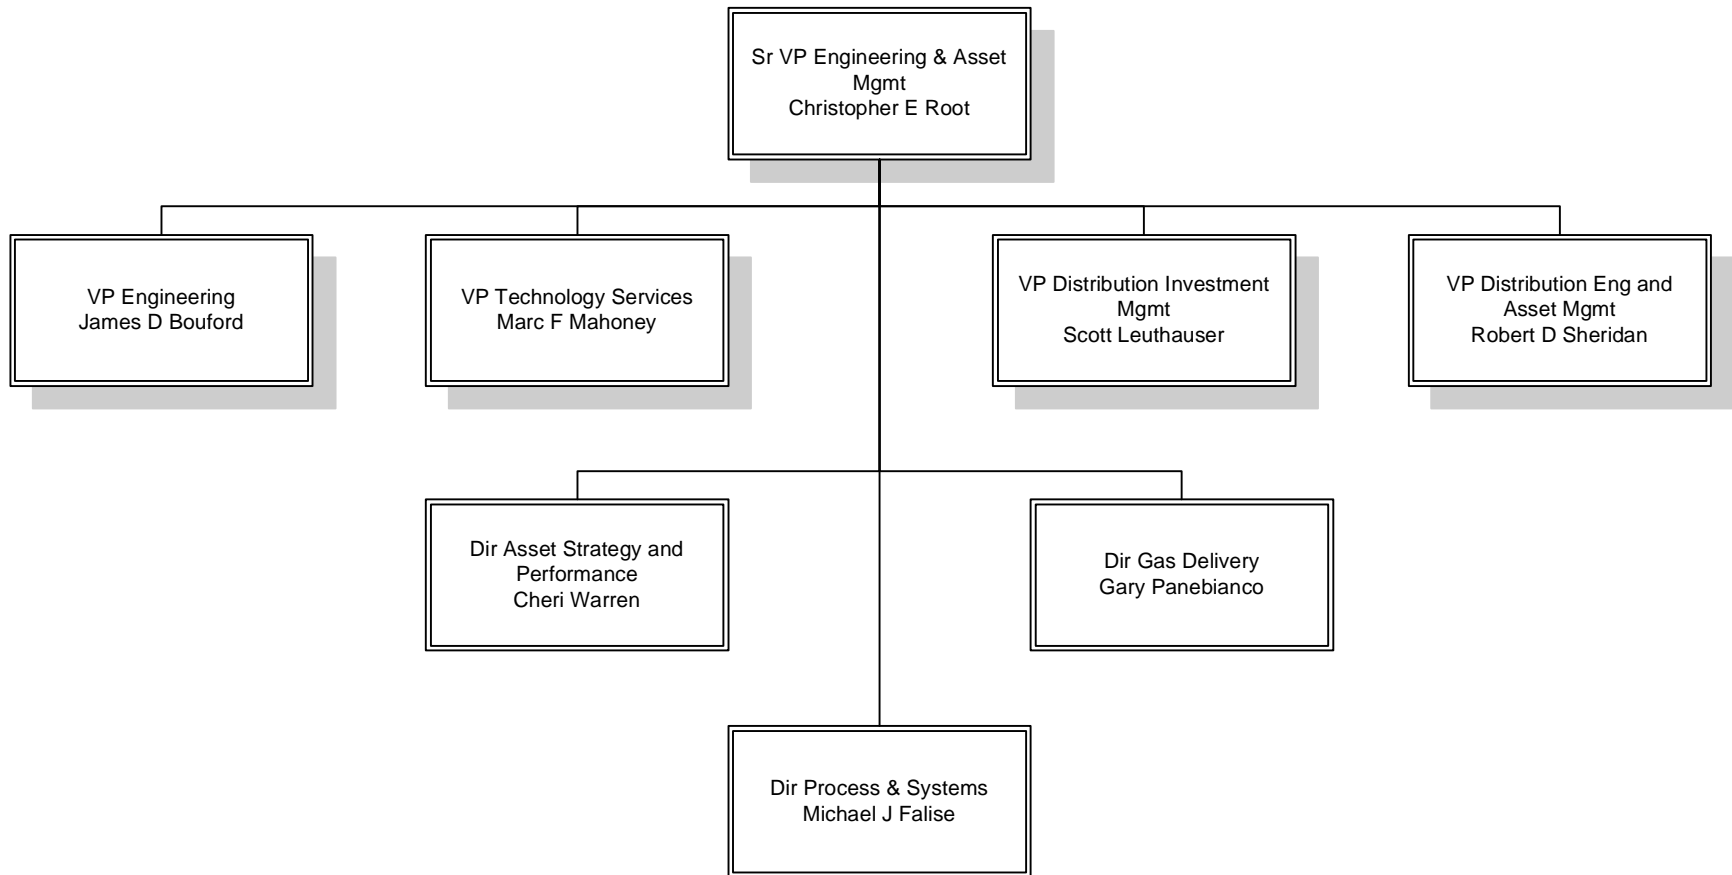 Sr VP Engineering & Asset
Mgmt
Christopher E Root
VP Engineering
James D Bouford
VP Technology Services
Marc F Mahoney
VP Distribution Investment
Mgmt
Scott Leuthauser
VP Distribution Eng and
Asset Mgmt
Robert D Sheridan
Dir Asset Strategy and
Performance
Cheri Warren
Dir Gas Delivery
Gary Panebianco
Dir Process & Systems
Michael J Falise